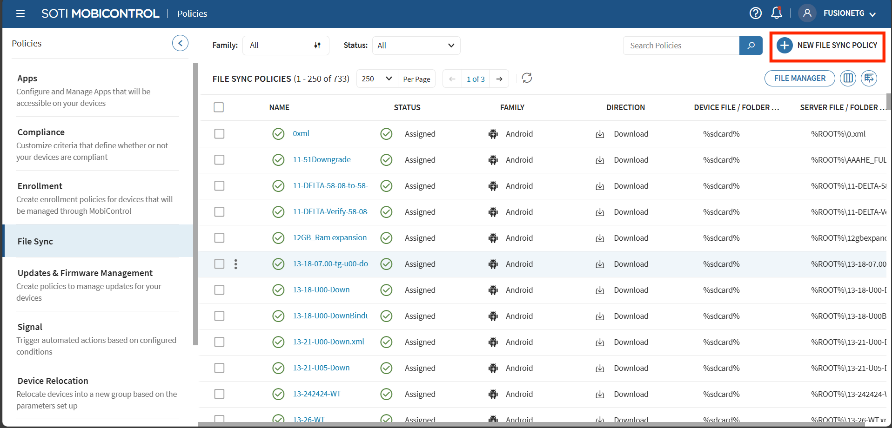 SOTI MOBICONTROL Policies FUSIONETG
Policies
Apps
Configure and Manage Apps that will be
accessible on your devices
Compliance
Customize criteria that define whether or not
your devices are compliant
Enrollment
Create enrollment policies for devices that will
be managed through MobiControl
File Sync
Updates & Firmware Management
Create policies to manage updates for your
devices
Signal
Trigger automated actions based on configured
conditions
Device Relocation
Relocate devices into a new group based on the
parameters set up
Family: All Status: All Search Policies NEW FILE SYNC POLICY
FILE SYNC POLICIES (1 - 250 of 733) 250 Per Page 1 of 3 FILE MANAGER
NAME STATUS FAMILY DIRECTION DEVICE FILE / FOLDER ... SERVER FILE / FOLDER ...
0xml Assigned Android Download %sdcard% %ROOT%\0.xml
11-51Downgrade Assigned Android Download %sdcard% %ROOT%\AAAHE_FUL
11-DELTA-58-08-to-58- Assigned Android Download %sdcard% %ROOT%\11-DELTA-5
11-DELTA-Verify-58-08 Assigned Android Download %sdcard% %ROOT%\11-DELTA-V
12GB_Ram expansion Assigned Android Download %sdcard% %ROOT%\12gbexpan
13-18-07.00-tg-u00-do Assigned Android Download %sdcard% %ROOT%\13-18-07.00
13-18-U00-Down Assigned Android Download %sdcard% %ROOT%\13-18-U00-D
13-18-U00-DownBind Assigned Android Download %sdcard% %ROOT%\13-18-U00B
13-21-U00-Down.xml Assigned Android Download %sdcard% %ROOT%\13-21-U00-D
13-21-U05-Down Assigned Android Download %sdcard% %ROOT%\13-21-U05-D
13-242424-WT Assigned Android Download %sdcard% %ROOT%\13-242424-W
13-26-WT Assigned Android Download %sdcard% %ROOT%\13-26-WT.x